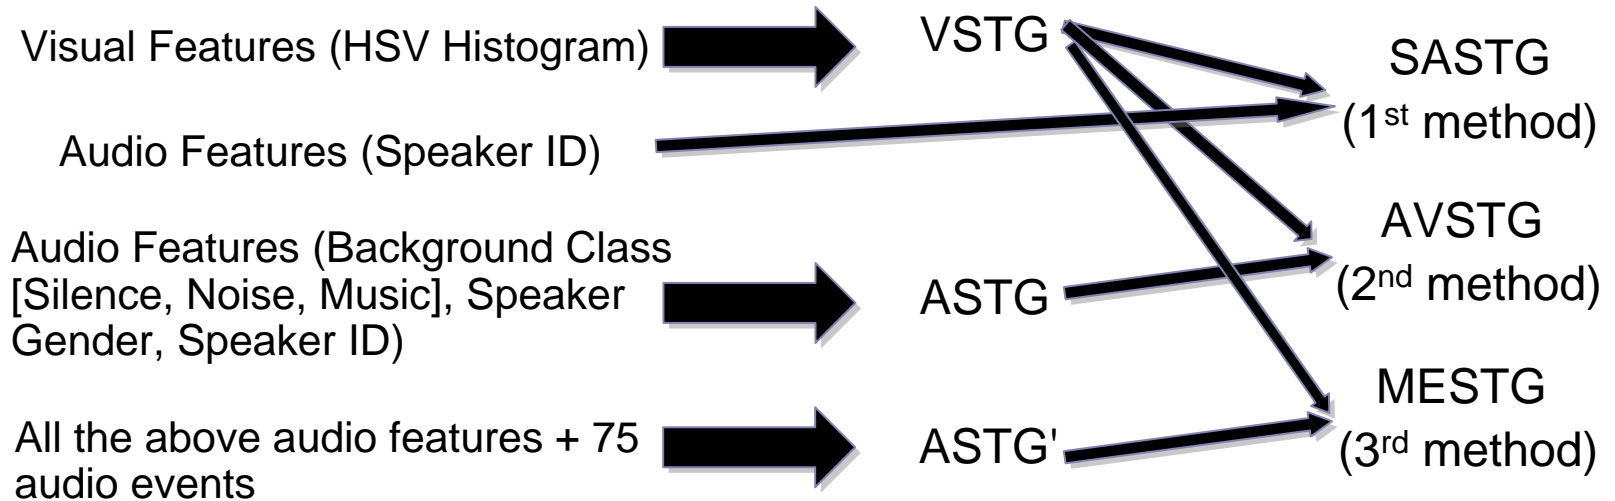 Visual Features (HSV Histogram)
VSTG
SASTG
(1st method)
Audio Features (Speaker ID)
Audio Features (Background Class
[Silence, Noise, Music], Speaker
Gender, Speaker ID)
ASTG
AVSTG
(2nd method)
All the above audio features + 75
audio events
ASTG'
MESTG
(3rd method)